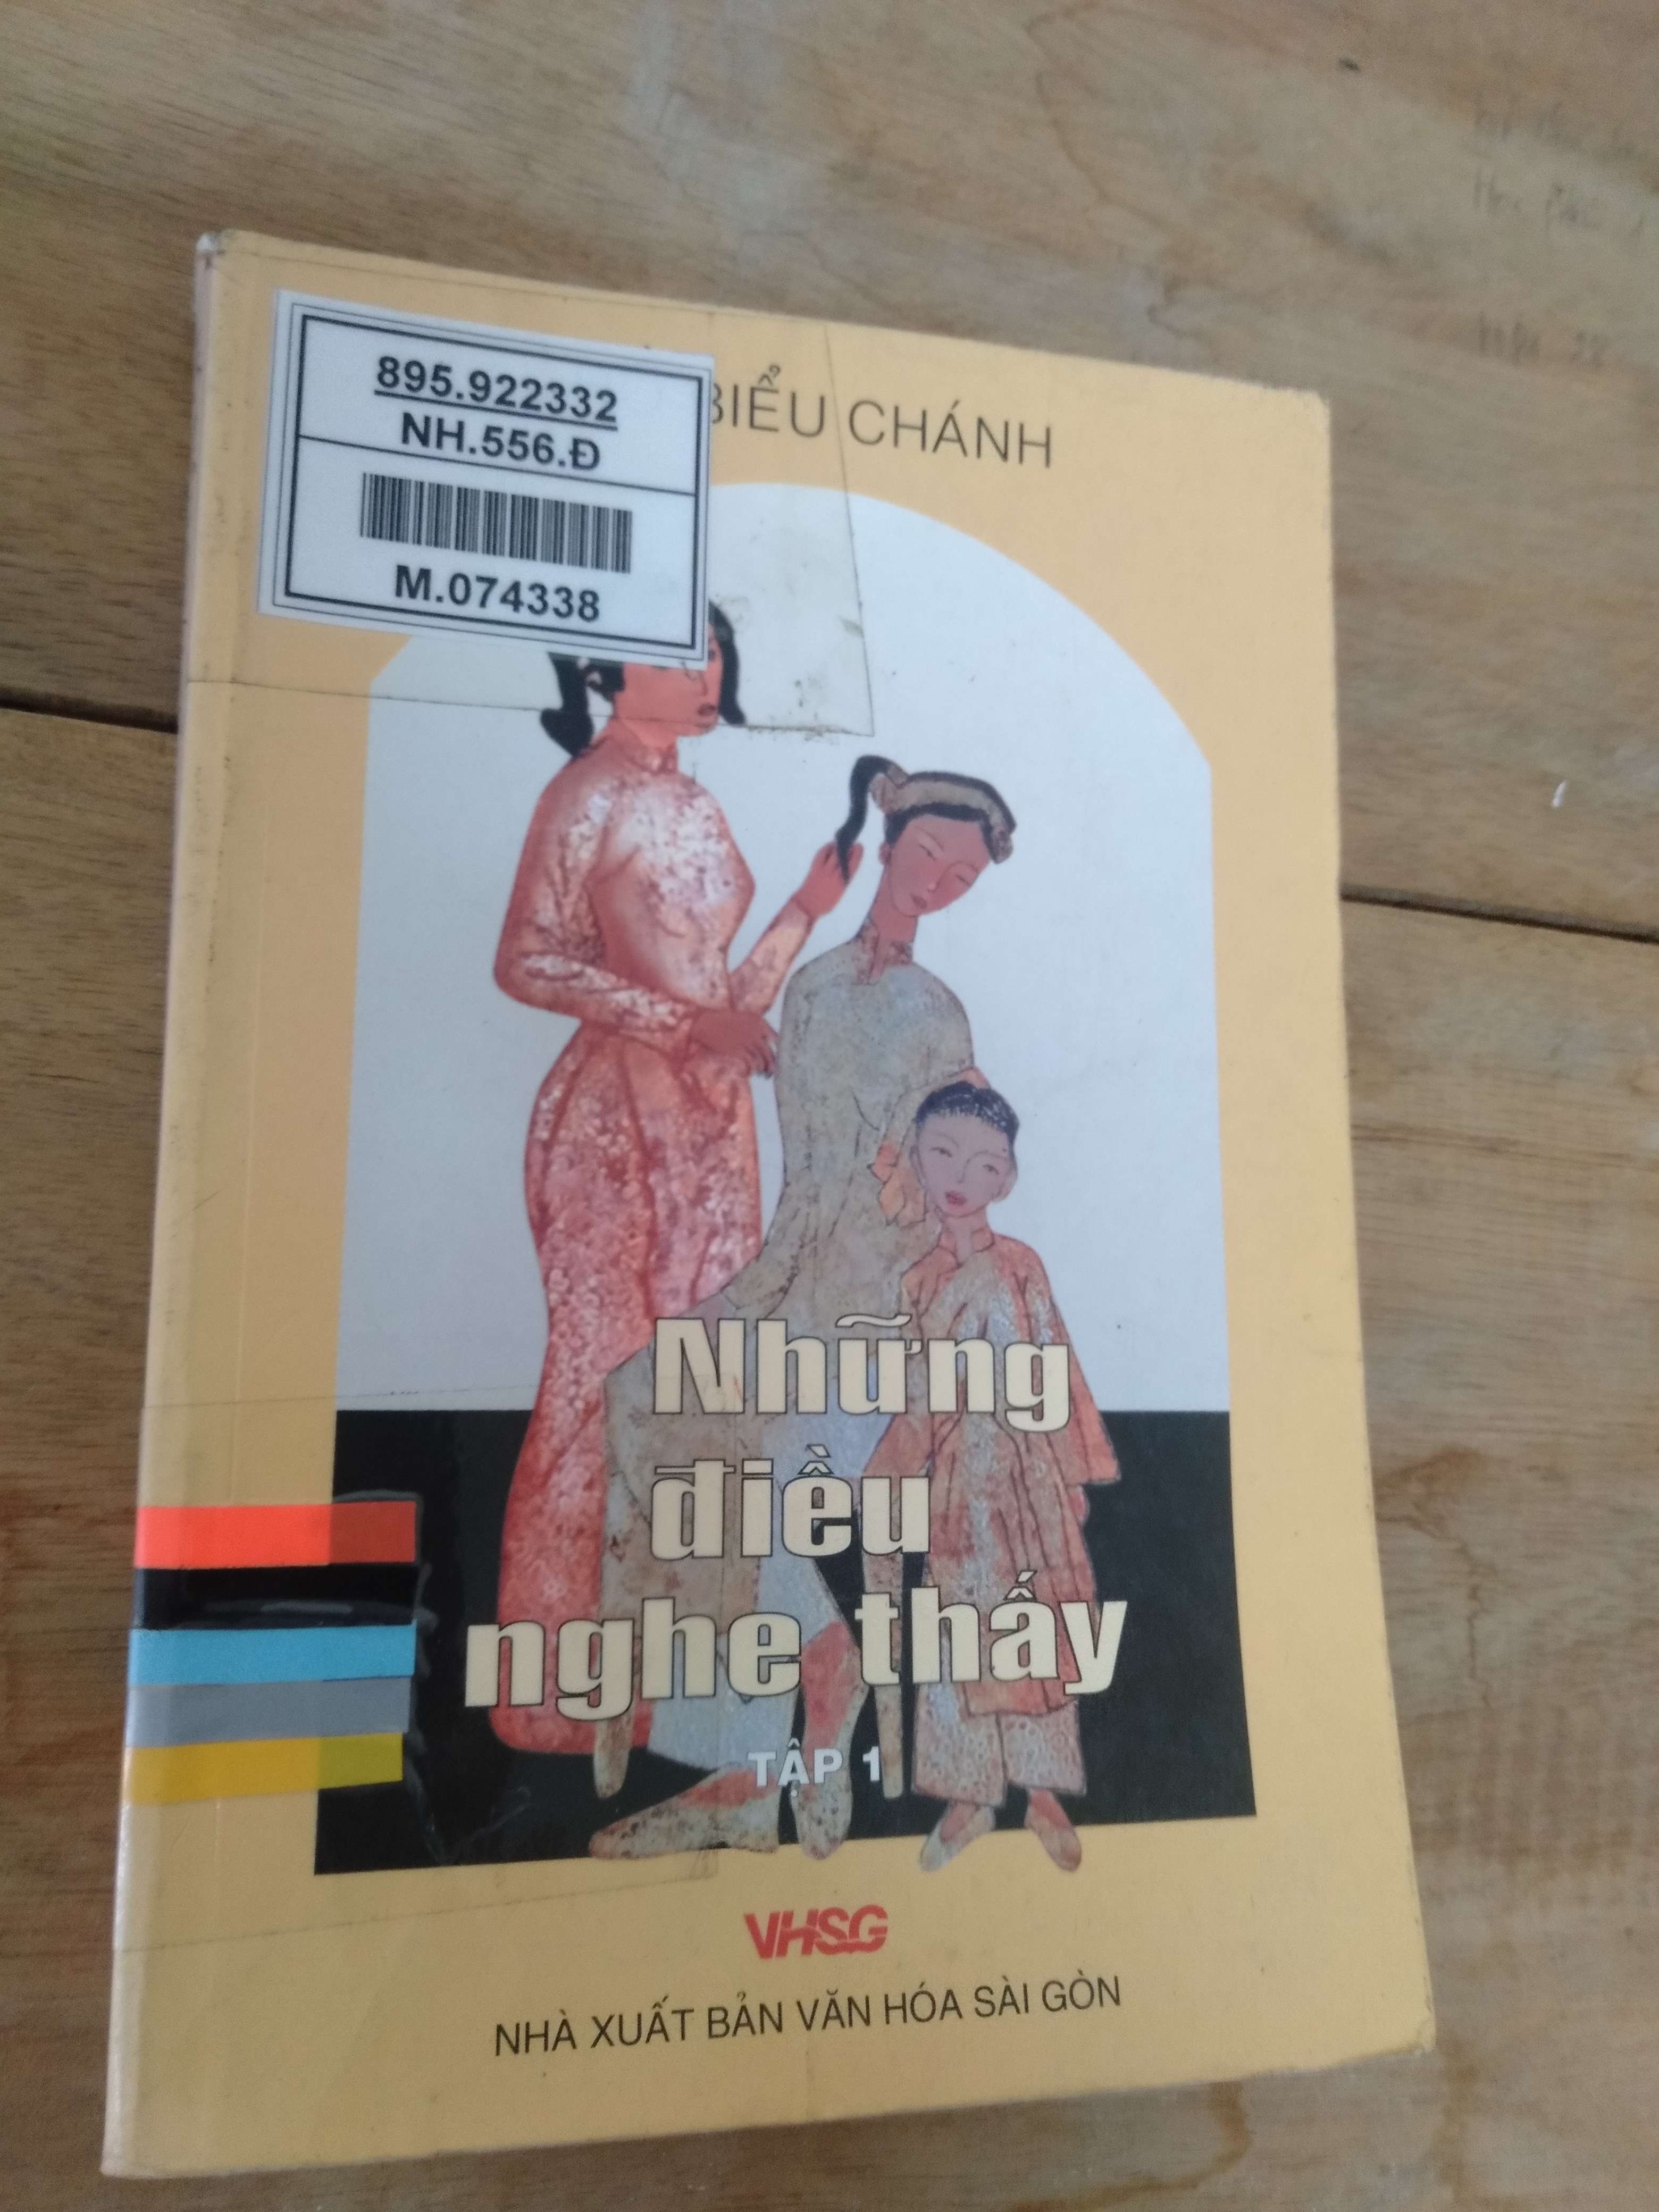 895.922332
NH.556.Đ
M.074338
BIỂU CHÁNH
Những
điều
nghe thấy
TẬP 1
VHSG
NHÀ XUẤT BẢN VĂN HÓA SÀI GÒN